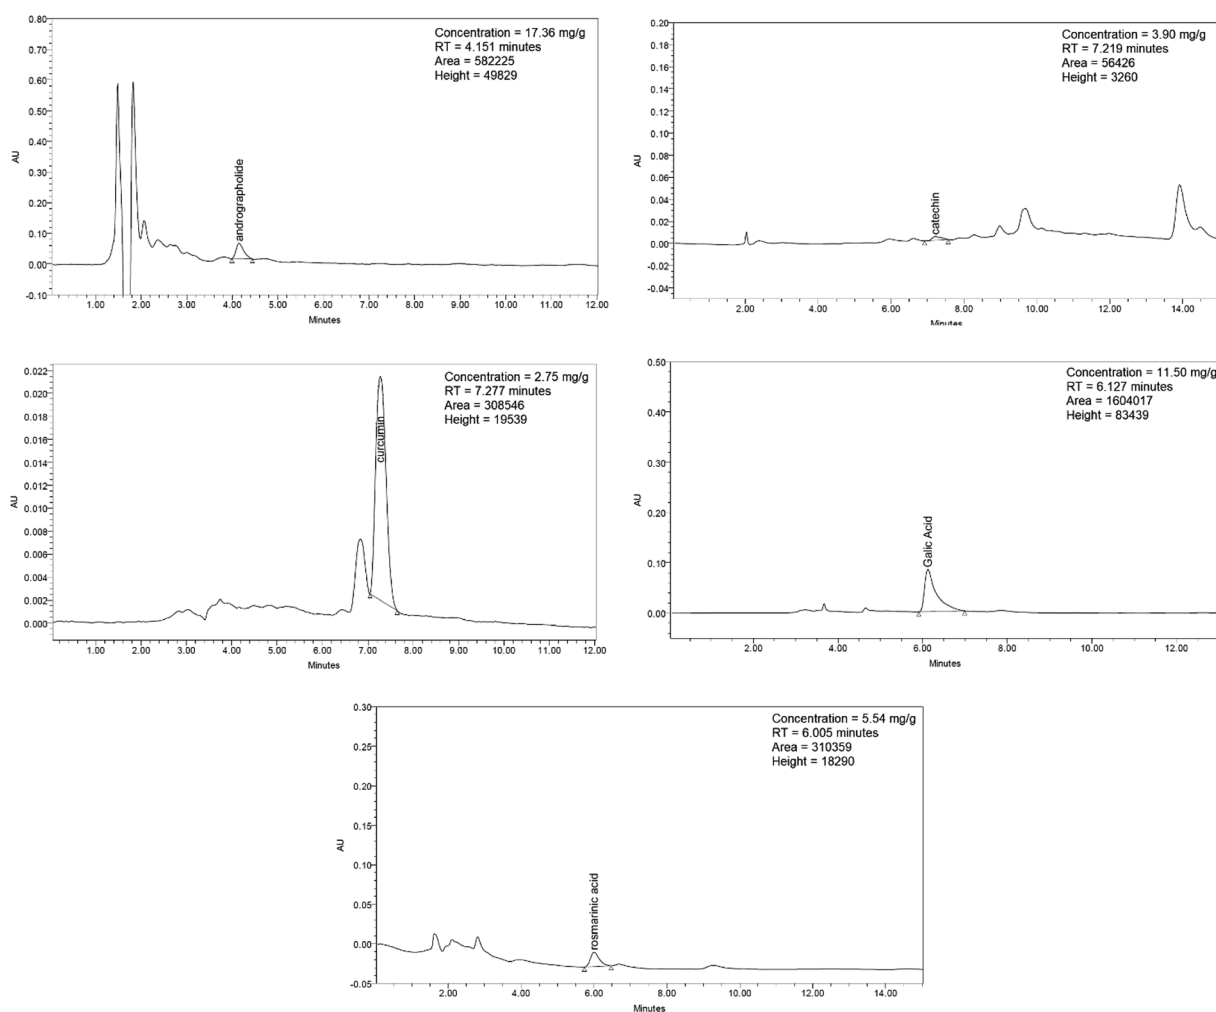 Concentration = 17.36 mg/g
RT = 4.151 minutes
Area = 582225
Height = 49829
0.80
0.70
0.60
0.50
0.40
0.30
0.20
0.10
0.00
-0.10
AU
andrographolide
1.00 2.00 3.00 4.00 5.00 6.00 7.00 8.00 9.00 10.00 11.00 12.00
Minutes
Concentration = 3.90 mg/g
RT = 7.219 minutes
Area = 56426
Height = 3260
0.20
0.18
0.16
0.14
0.12
0.10
0.08
0.06
0.04
0.02
0.00
-0.02
-0.04
AU
catechin
2.00 4.00 6.00 8.00 10.00 12.00 14.00
Minutes
Concentration = 2.75 mg/g
RT = 7.277 minutes
Area = 308546
Height = 19539
0.022
0.020
0.018
0.016
0.014
0.012
0.010
0.008
0.006
0.004
0.002
0.000
AU
curcumin
1.00 2.00 3.00 4.00 5.00 6.00 7.00 8.00 9.00 10.00 11.00 12.00
Minutes
Concentration = 11.50 mg/g
RT = 6.127 minutes
Area = 1604017
Height = 83439
0.50
0.40
0.30
0.20
0.10
0.00
AU
Galic Acid
2.00 4.00 6.00 8.00 10.00 12.00
Minutes
Concentration = 5.54 mg/g
RT = 6.005 minutes
Area = 310359
Height = 18290
0.30
0.25
0.20
0.15
0.10
0.05
0.00
-0.05
AU
rosmarinic acid
2.00 4.00 6.00 8.00 10.00 12.00 14.00
Minutes